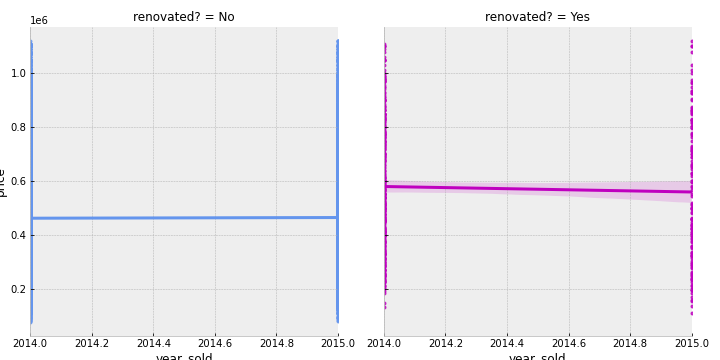 renovated? = No
renovated? = Yes
1e6
1.0
0.8
0.6
0.4
0.2
price
2014.0 2014.2 2014.4 2014.6 2014.8 2015.0
2014.0 2014.2 2014.4 2014.6 2014.8 2015.0
year_sold
year_sold